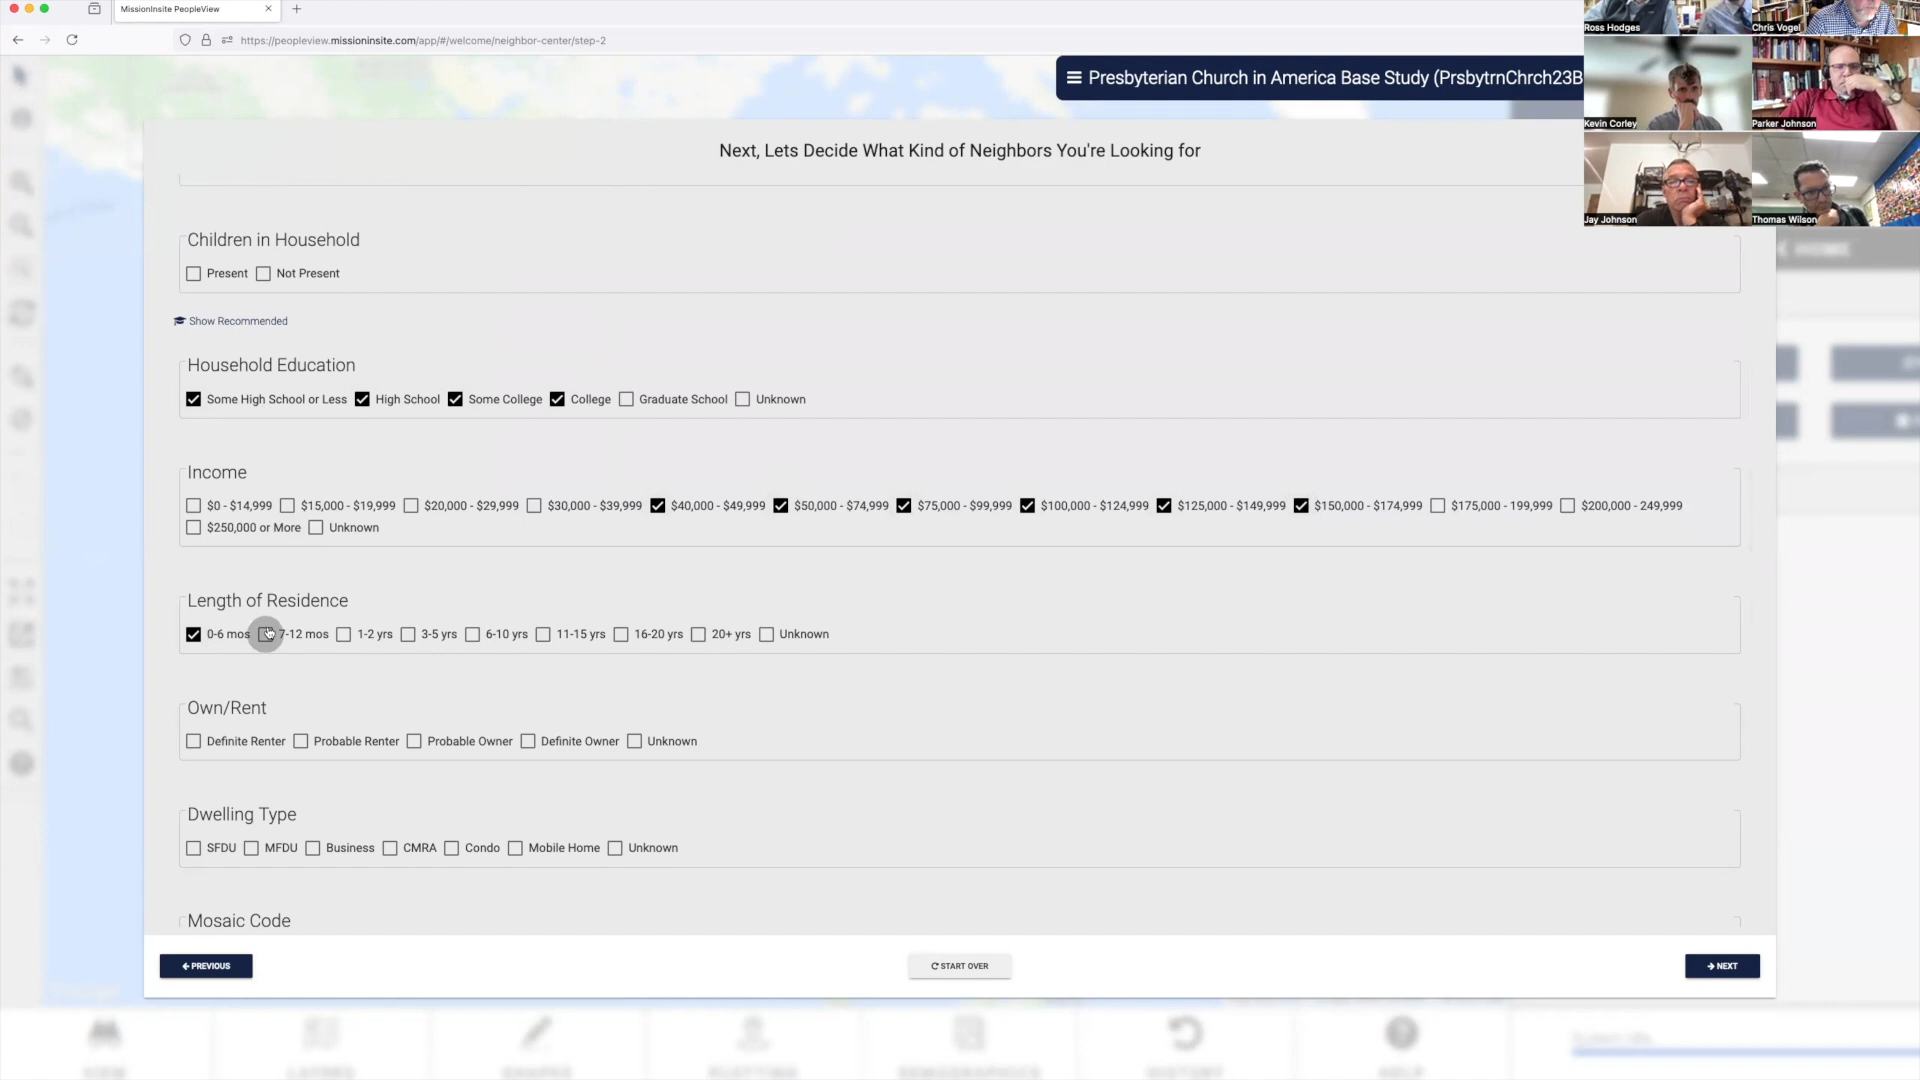 MissionInsite PeopleView
https://peopleview.missioninsite.com/app/#/welcome/neighbor-center/step-2
Ross Hodges
Chris Vogel
Presbyterian Church in America Base Study (PrsbytrnChrch23B
Kevin Corley
Parker Johnson
Jay Johnson
Thomas Wilson
Next, Lets Decide What Kind of Neighbors You're Looking for
HOME
Children in Household
Present Not Present
Show Recommended
Household Education
Some High School or Less High School Some College College Graduate School Unknown
Income
$0 - $14,999 $15,000 - $19,999 $20,000 - $29,999 $30,000 - $39,999 $40,000 - $49,999 $50,000 - $74,999 $75,000 - $99,999 $100,000 - $124,999 $125,000 - $149,999 $150,000 - $174,999 $175,000 - 199,999 $200,000 - 249,999
$250,000 or More Unknown
Length of Residence
0-6 mos 7-12 mos 1-2 yrs 3-5 yrs 6-10 yrs 11-15 yrs 16-20 yrs 20+ yrs Unknown
Own/Rent
Definite Renter Probable Renter Probable Owner Definite Owner Unknown
Dwelling Type
SFDU MFDU Business CMRA Condo Mobile Home Unknown
Mosaic Code
PREVIOUS
START OVER
NEXT
VIEW LAYERS SHAPES PLOTTING DEMOGRAPHICS HISTORY HELP